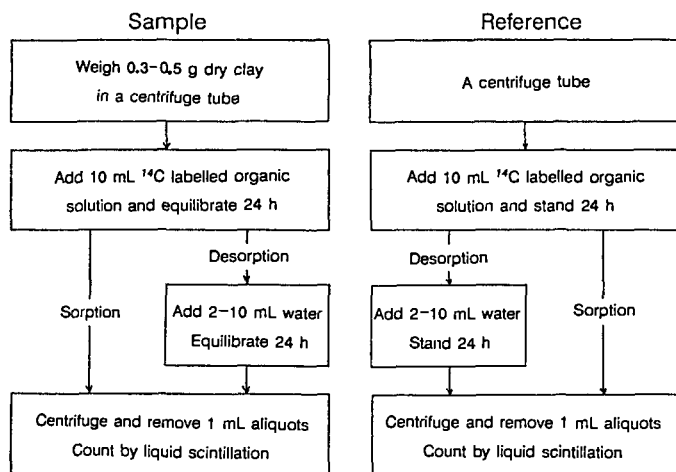 Sample
Weigh 0.3-0.5 g dry clay
in a centrifuge tube
Add 10 mL ¹⁴C labelled organic
solution and equilibrate 24 h
Desorption
Sorption
Add 2-10 mL water
Equilibrate 24 h
Centrifuge and remove 1 mL aliquots
Count by liquid scintillation
Reference
A centrifuge tube
Add 10 mL ¹⁴C labelled organic
solution and stand 24 h
Desorption
Sorption
Add 2-10 mL water
Stand 24 h
Centrifuge and remove 1 mL aliquots
Count by liquid scintillation